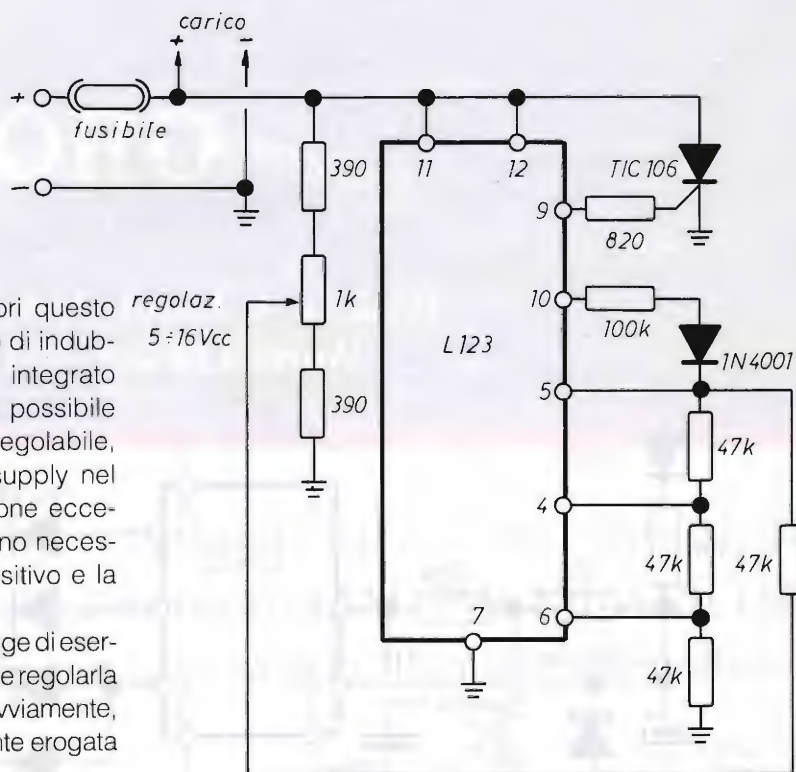 carico
+ -
+
fusibile
-
390
11
12
TIC 106
9
820
10
100k
1N4001
regolaz.
5÷16Vcc
1k
L123
5
390
47k
4
47k
47k
7
6
47k
pri questo
o di indub-
integrato
possibile
egolabile,
supply nel
one ecce-
no neces-
sitivo e la
ge di eser-
e regolarla
vviamente,
nte erogata